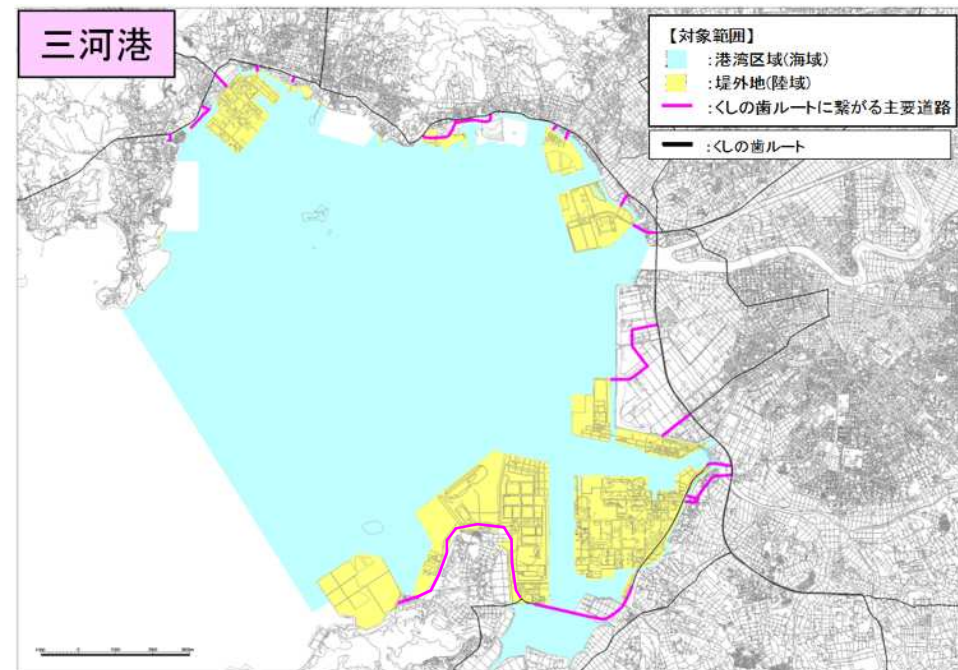 三河港
【対象範囲】
:港湾区域(海域)
:堤外地(陸域)
:くしの歯ルートに繋がる主要道路
:くしの歯ルート